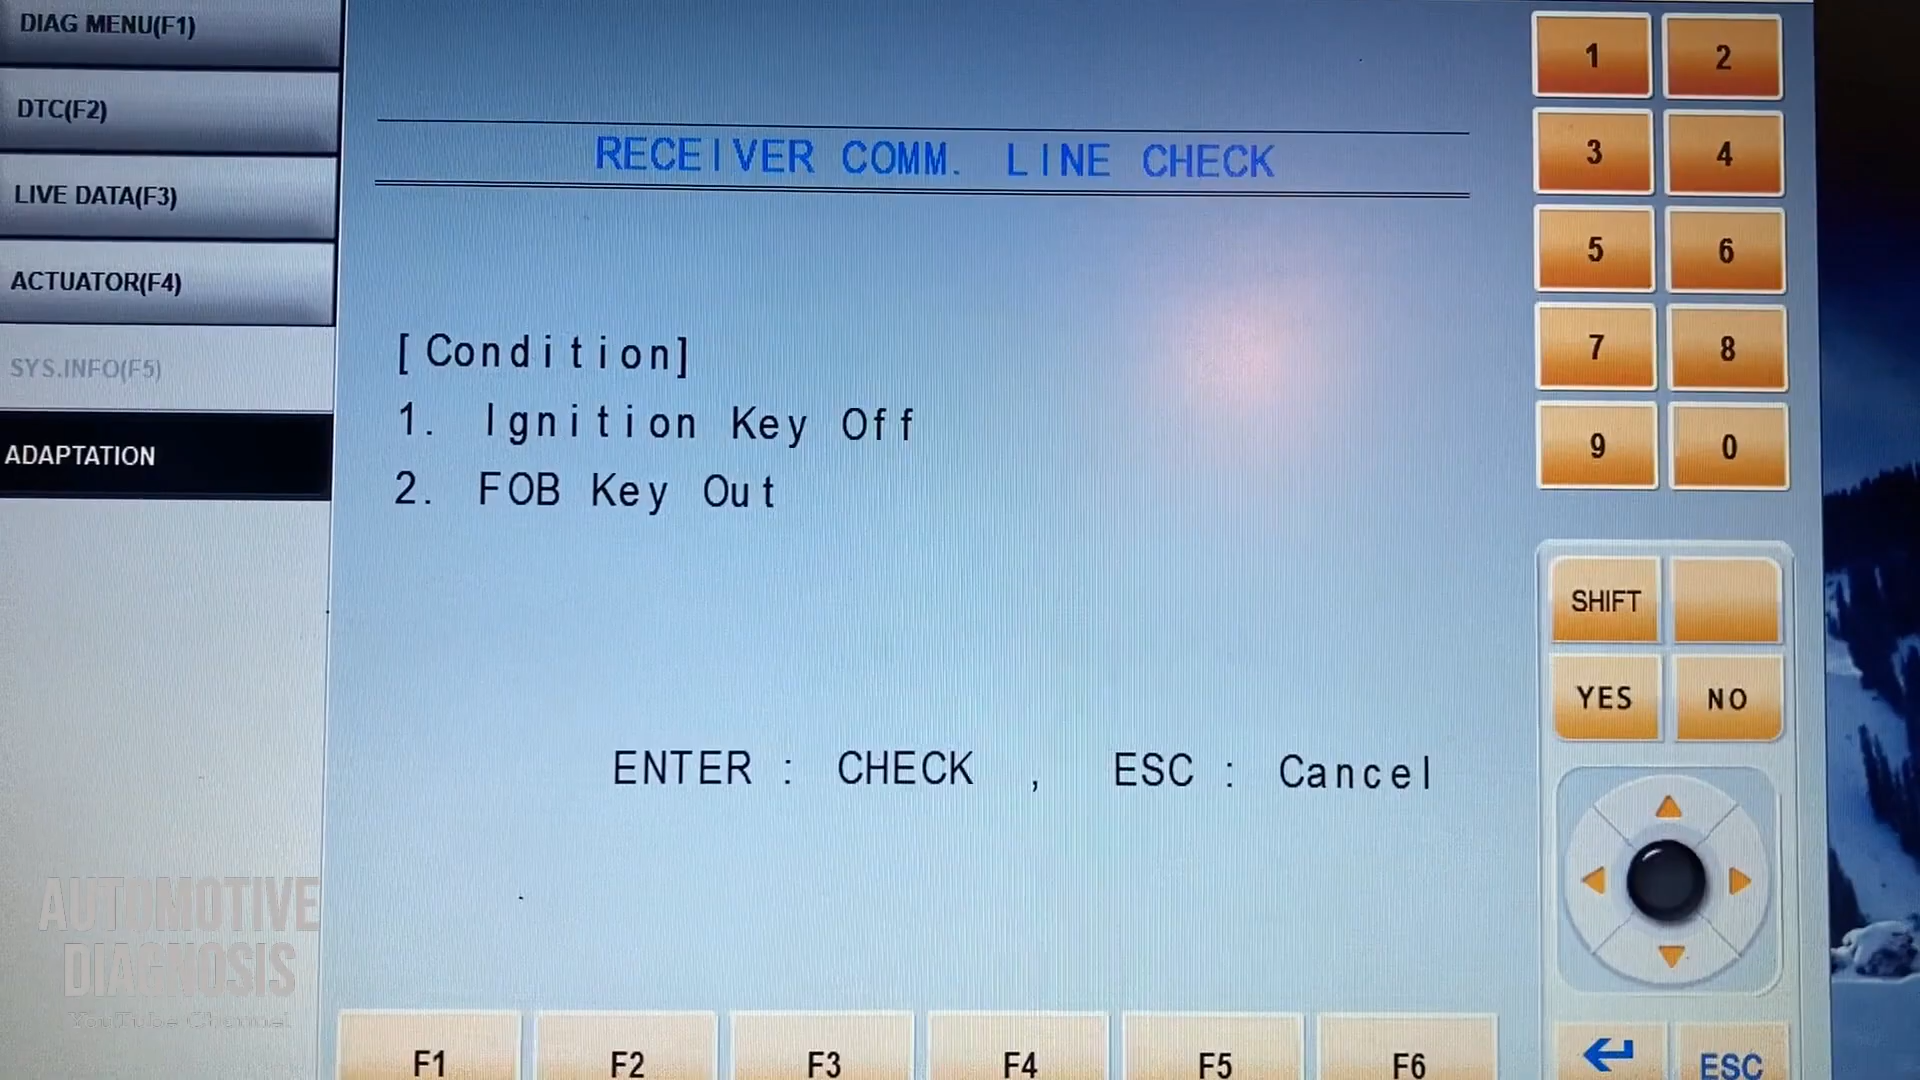 DIAG MENU(F1)
DTC(F2)
LIVE DATA(F3)
ACTUATOR(F4)
SYS.INFO(F5)
ADAPTATION
RECEIVER COMM. LINE CHECK
[Condition]
1. Ignition Key Off
2. FOB Key Out
ENTER : CHECK , ESC : Cancel
1 2
3 4
5 6
7 8
9 0
SHIFT
YES NO
ESC
F1 F2 F3 F4 F5 F6
AUTOMOTIVE
DIAGNOSIS
YouTube Channel